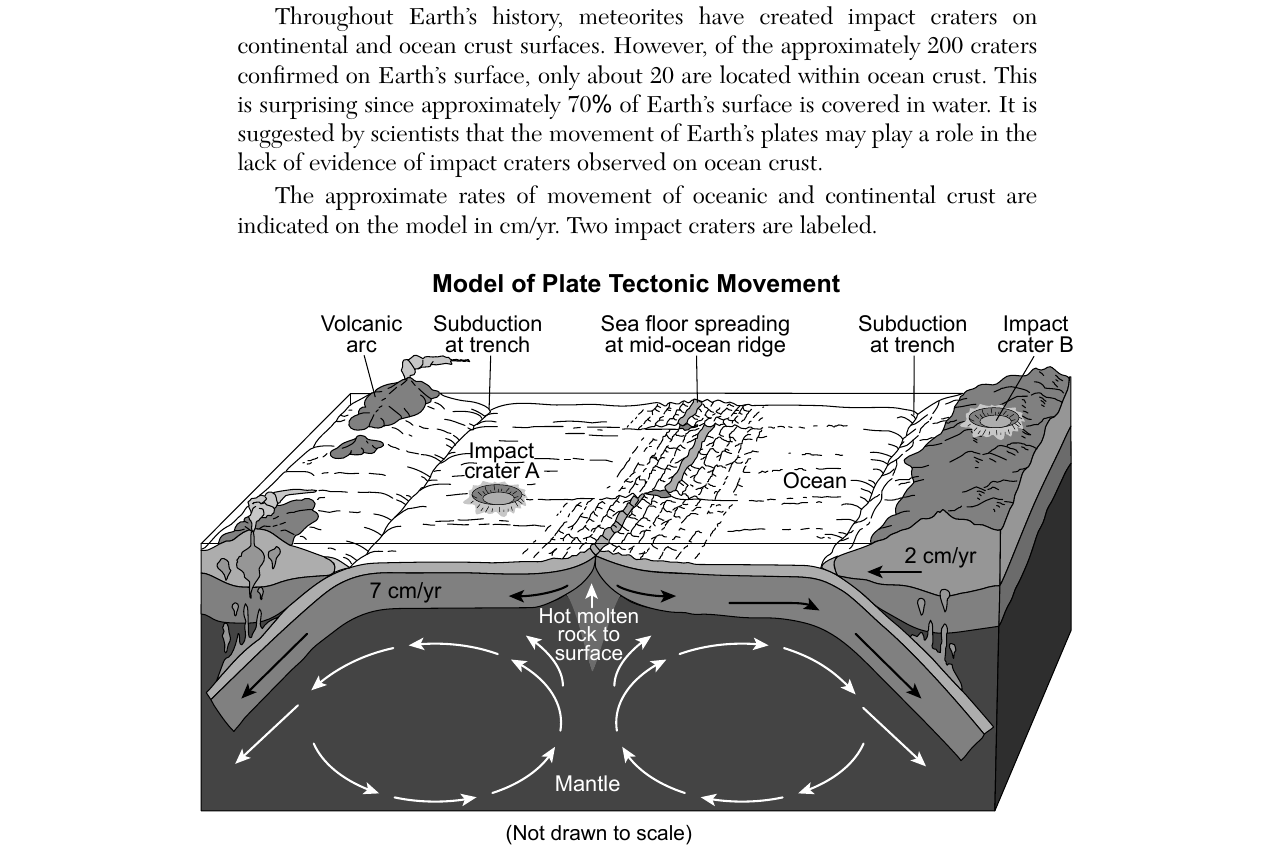 Throughout Earth’s history, meteorites have created impact craters on
continental and ocean crust surfaces. However, of the approximately 200 craters
confirmed on Earth’s surface, only about 20 are located within ocean crust. This
is surprising since approximately 70% of Earth’s surface is covered in water. It is
suggested by scientists that the movement of Earth’s plates may play a role in the
lack of evidence of impact craters observed on ocean crust.
The approximate rates of movement of oceanic and continental crust are
indicated on the model in cm/yr. Two impact craters are labeled.
Model of Plate Tectonic Movement
Volcanic
arc
Subduction
at trench
Sea floor spreading
at mid-ocean ridge
Subduction
at trench
Impact
crater B
Impact
crater A
Ocean
2 cm/yr
7 cm/yr
Hot molten
rock to
surface
Mantle
(Not drawn to scale)